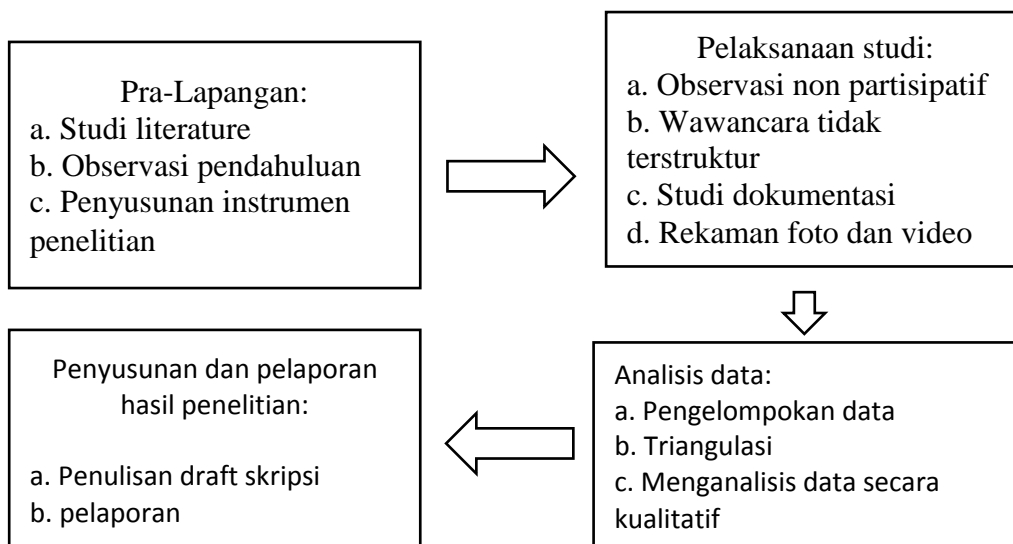 Pra-Lapangan:
a. Studi literature
b. Observasi pendahuluan
c. Penyusunan instrumen
penelitian
Pelaksanaan studi:
a. Observasi non partisipatif
b. Wawancara tidak
terstruktur
c. Studi dokumentasi
d. Rekaman foto dan video
Analisis data:
a. Pengelompokan data
b. Triangulasi
c. Menganalisis data secara
kualitatif
Penyusunan dan pelaporan
hasil penelitian:
a. Penulisan draft skripsi
b. pelaporan